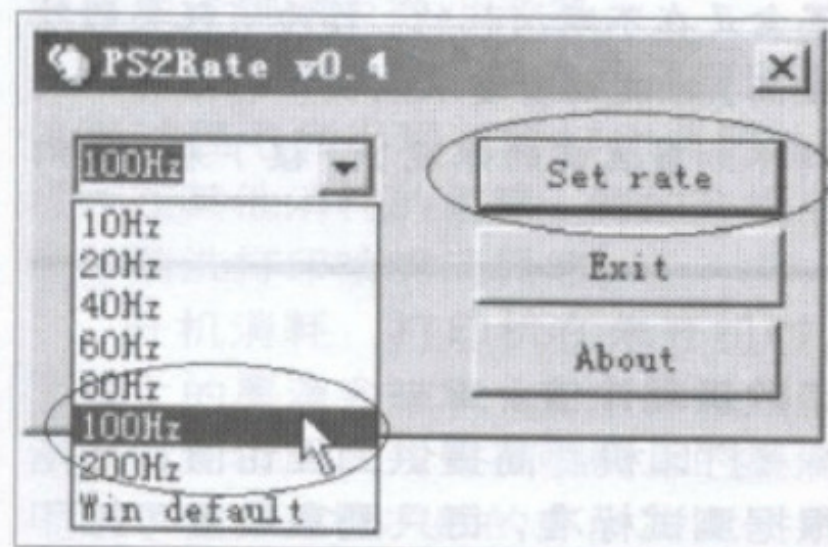 PS2Rate v0.4
100Hz
Set rate
10Hz
20Hz
Exit
40Hz
60Hz
About
80Hz
100Hz
200Hz
Win default